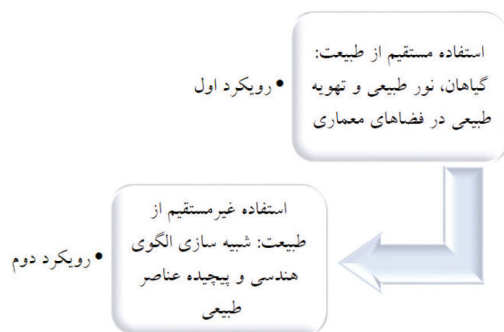 استفاده مستقیم از طبیعت:
گیاهان، نور طبیعی و تهویه
طبیعی در فضاهای معماری
• رویکرد اول
استفاده غیرمستقیم از
طبیعت: شبیه سازی الگوی
هندسی و پیچیده عناصر
طبیعی
• رویکرد دوم